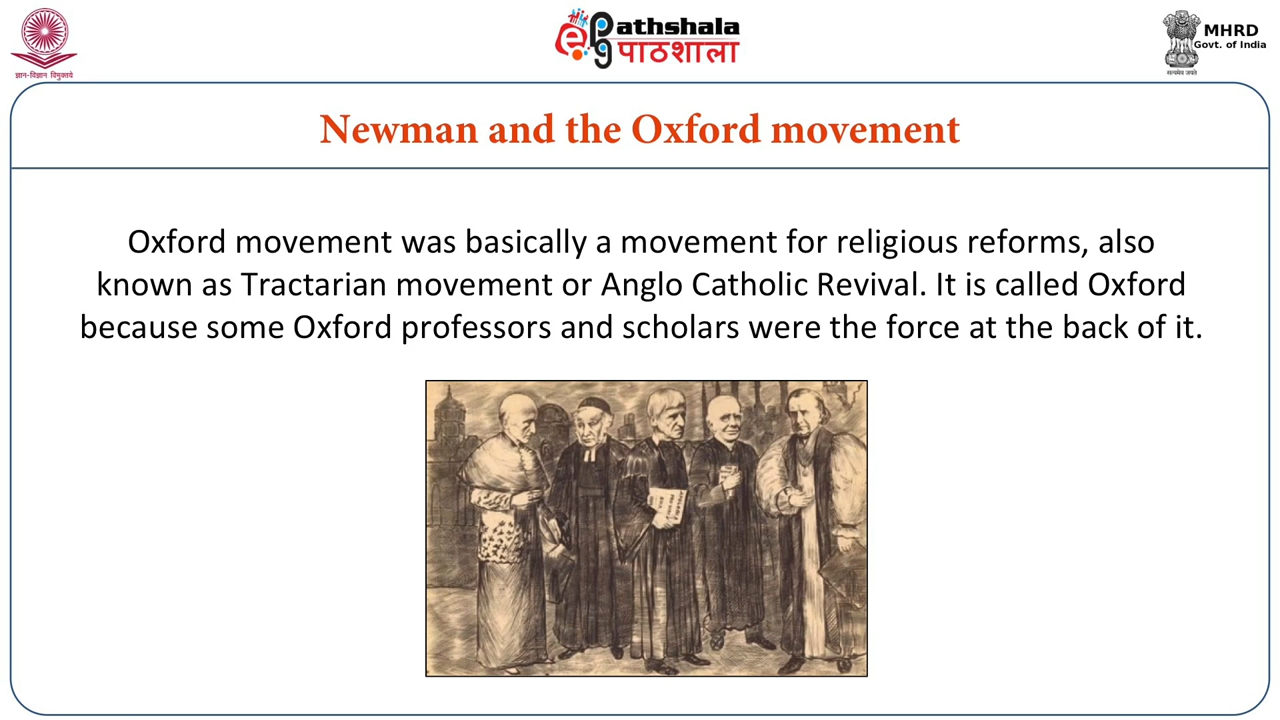 ज्ञान-विज्ञान विमुक्तये
epg
athshala
पाठशाला
MHRD
Govt. of India
सत्यमेव जयते
Newman and the Oxford movement
Oxford movement was basically a movement for religious reforms, also
known as Tractarian movement or Anglo Catholic Revival. It is called Oxford
because some Oxford professors and scholars were the force at the back of it.